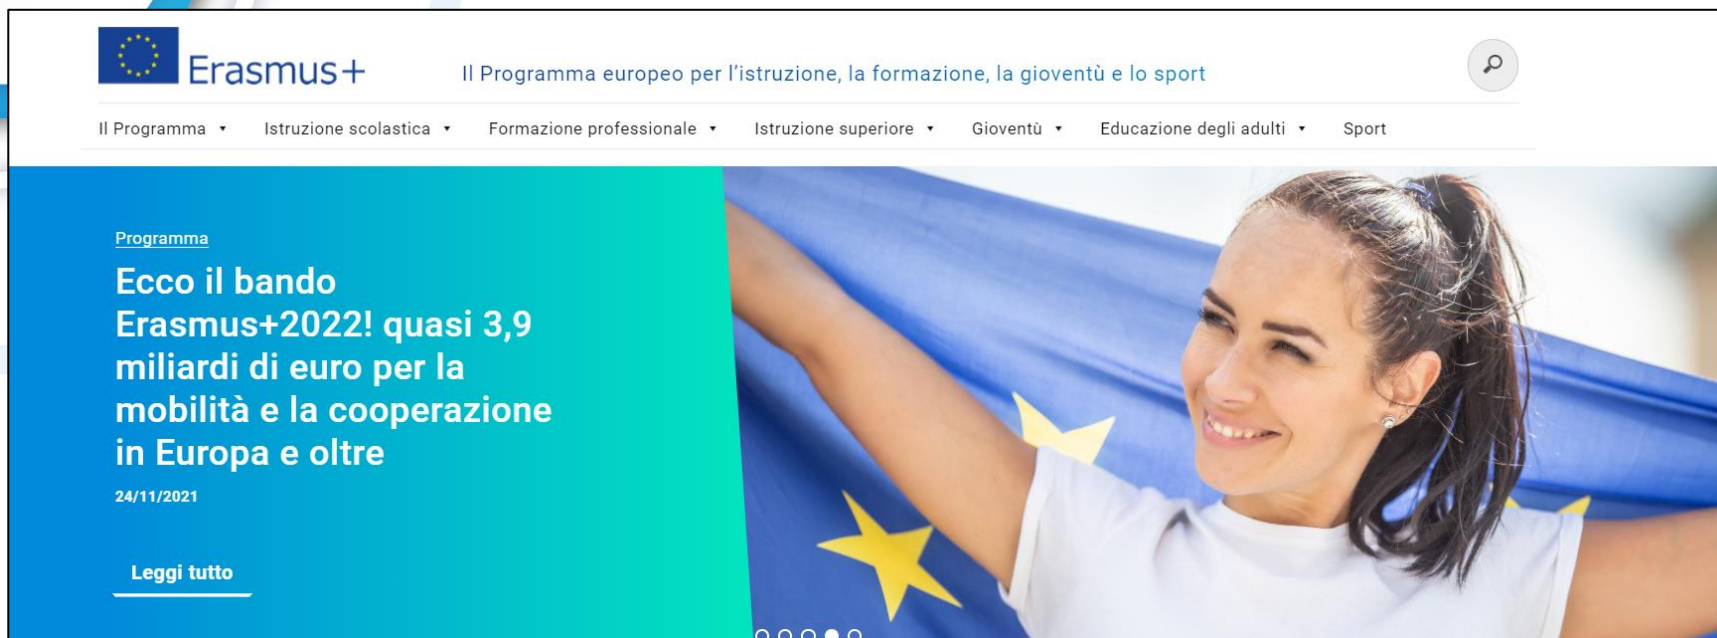 Erasmus+
Il Programma europeo per l'istruzione, la formazione, la gioventù e lo sport
Il Programma Istruzione scolastica Formazione professionale Istruzione superiore Gioventù Educazione degli adulti Sport
Programma
Ecco il bando
Erasmus+2022! quasi 3,9
miliardi di euro per la
mobilità e la cooperazione
in Europa e oltre
24/11/2021
Leggi tutto